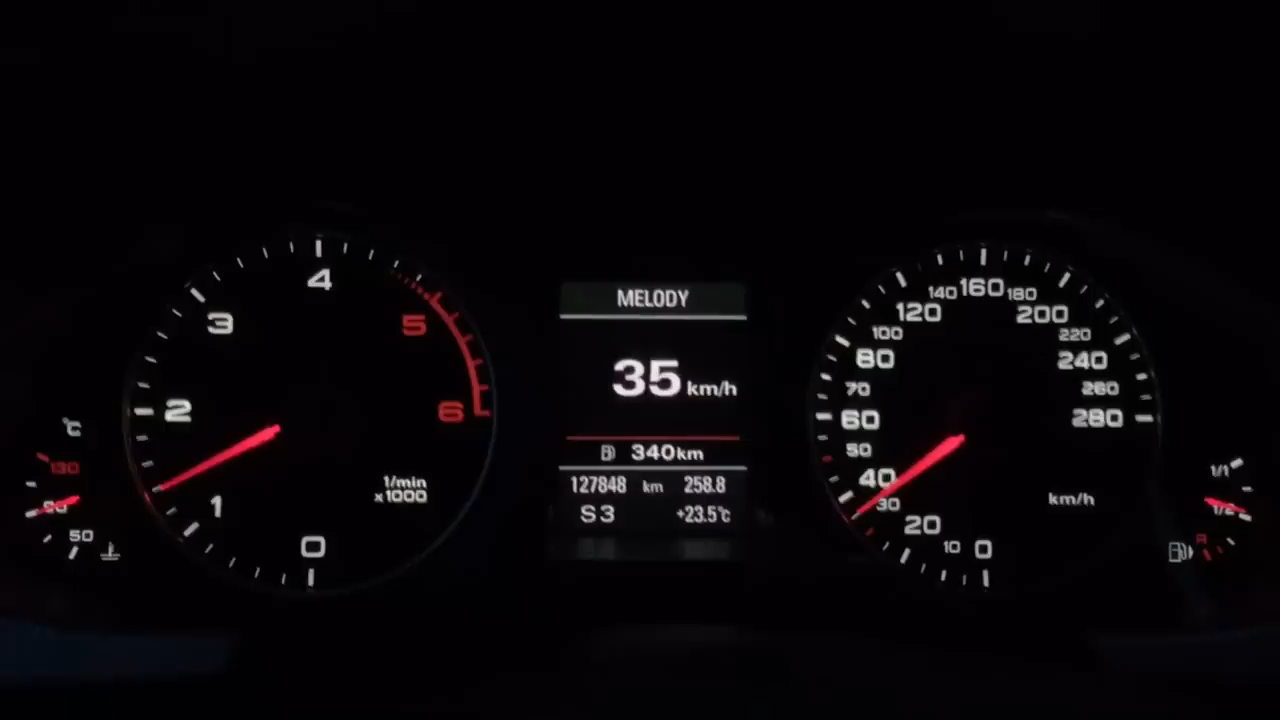 4
3
5
2
6
1
1/min
x1000
0
°C
130
90
50
MELODY
35 km/h
340km
127848 km 258.8
S 3 +23.5°C
140 160 180
120 200
100 220
80 240
70 260
60 280
50
40
30
km/h
20
10 0
1/1
1/2
R